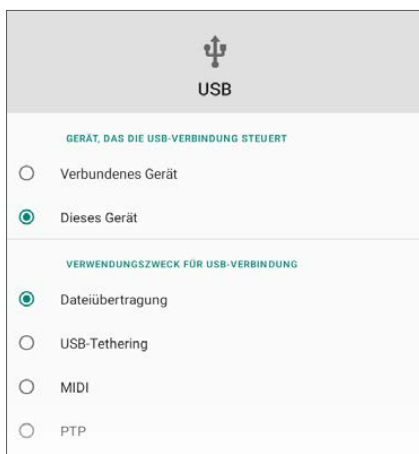 USB
GERÄT, DAS DIE USB-VERBINDUNG STEUERT
Verbundenes Gerät
Dieses Gerät
VERWENDUNGSZWECK FÜR USB-VERBINDUNG
Dateiübertragung
USB-Tethering
MIDI
PTP